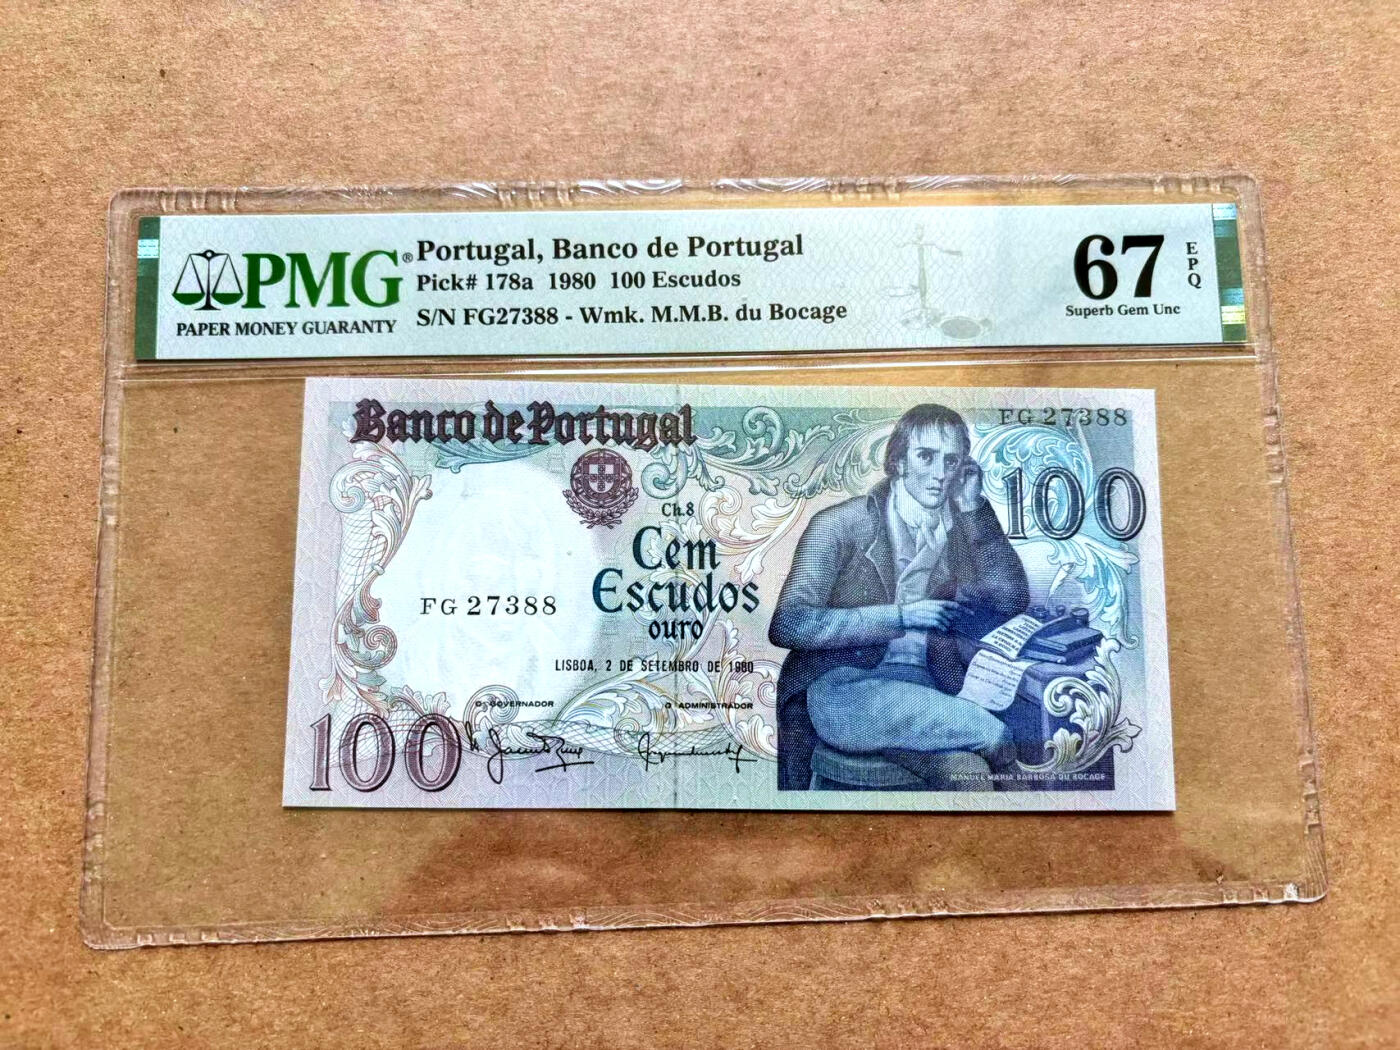 PMG®
PAPER MONEY GUARANTY
Portugal, Banco de Portugal
Pick# 178a 1980 100 Escudos
S/N FG27388 - Wmk. M.M.B. du Bocage
67
EPQ
Superb Gem Unc
Banco de Portugal
FG 27388
100
Ch.8
Cem
Escudos
ouro
FG 27388
LISBOA, 2 DE SETEMBRO DE 1980
O GOVERNADOR
O ADMINISTRADOR
100
MANUEL MARIA BARBOSA DU BOCAGE